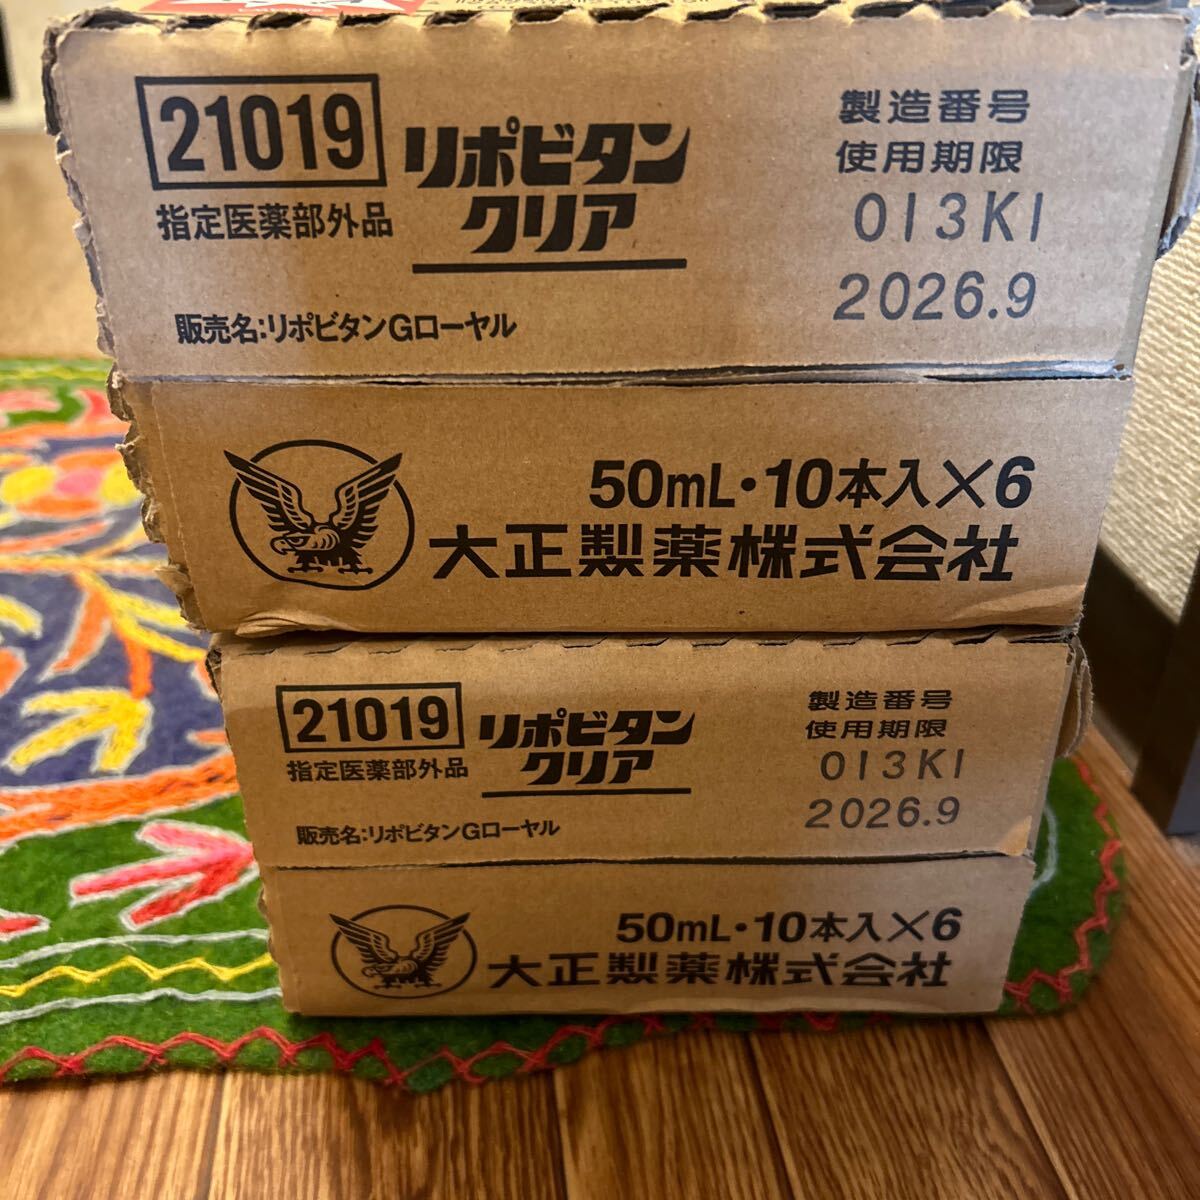 21019
リポビタン
クリア
指定医薬部外品
販売名:リポビタンGローヤル
製造番号
使用期限
013K1
2026.9
50mL・10本入×6
大正製薬株式会社
21019
リポビタン
クリア
指定医薬部外品
販売名:リポビタンGローヤル
製造番号
使用期限
013K1
2026.9
50mL・10本入×6
大正製薬株式会社